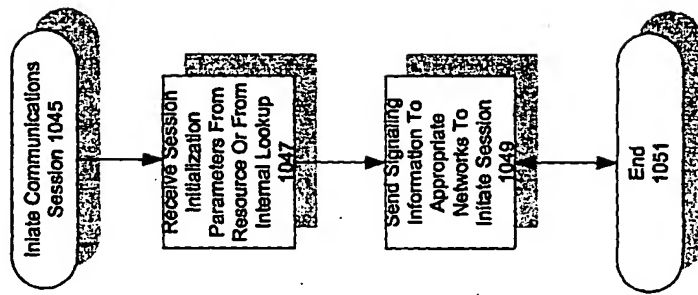 Iniate Communications
Session 1045
Receive Session
Initialization
Parameters From
Resource Or From
Internal Lookup
1047
Send Signaling
Information To
Appropriate
Networks To
Initate Session
1049
End
1051